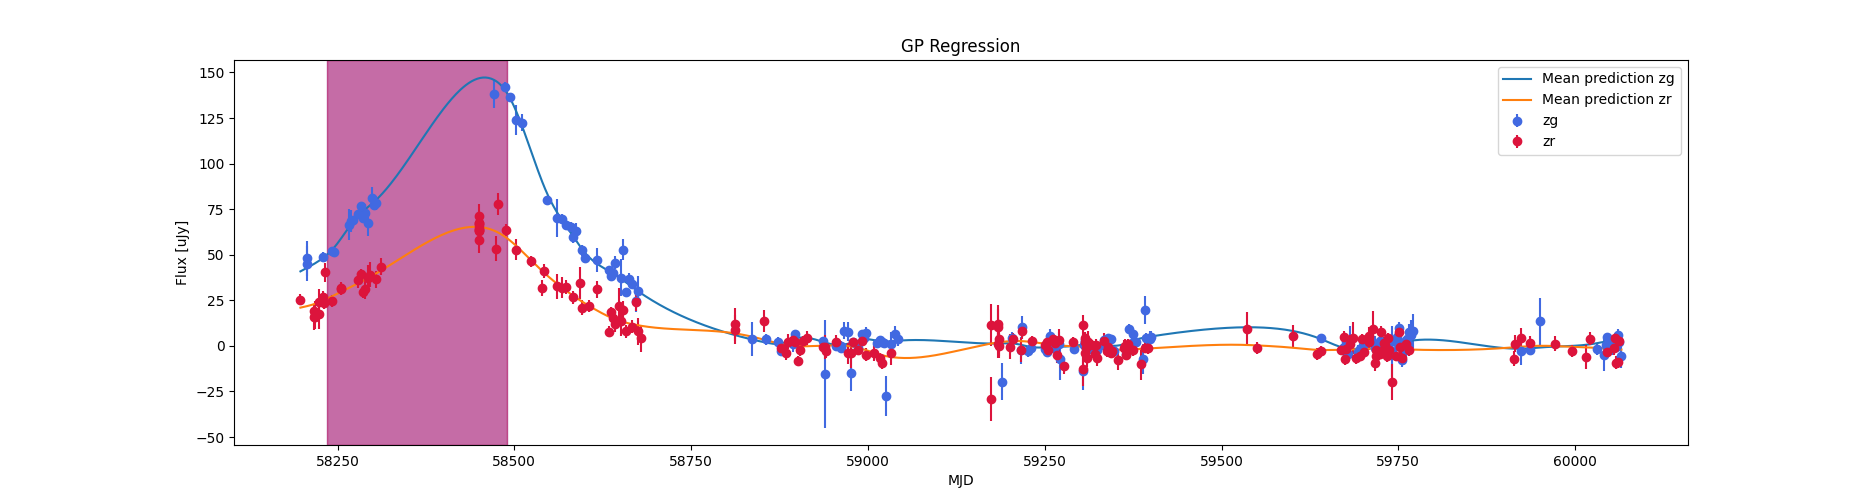 GP Regression
Flux [uJy]
150
125
100
75
50
25
0
−25
−50
Mean prediction zg
Mean prediction zr
zg
zr
58250 58500 58750 59000 59250 59500 59750 60000
MJD